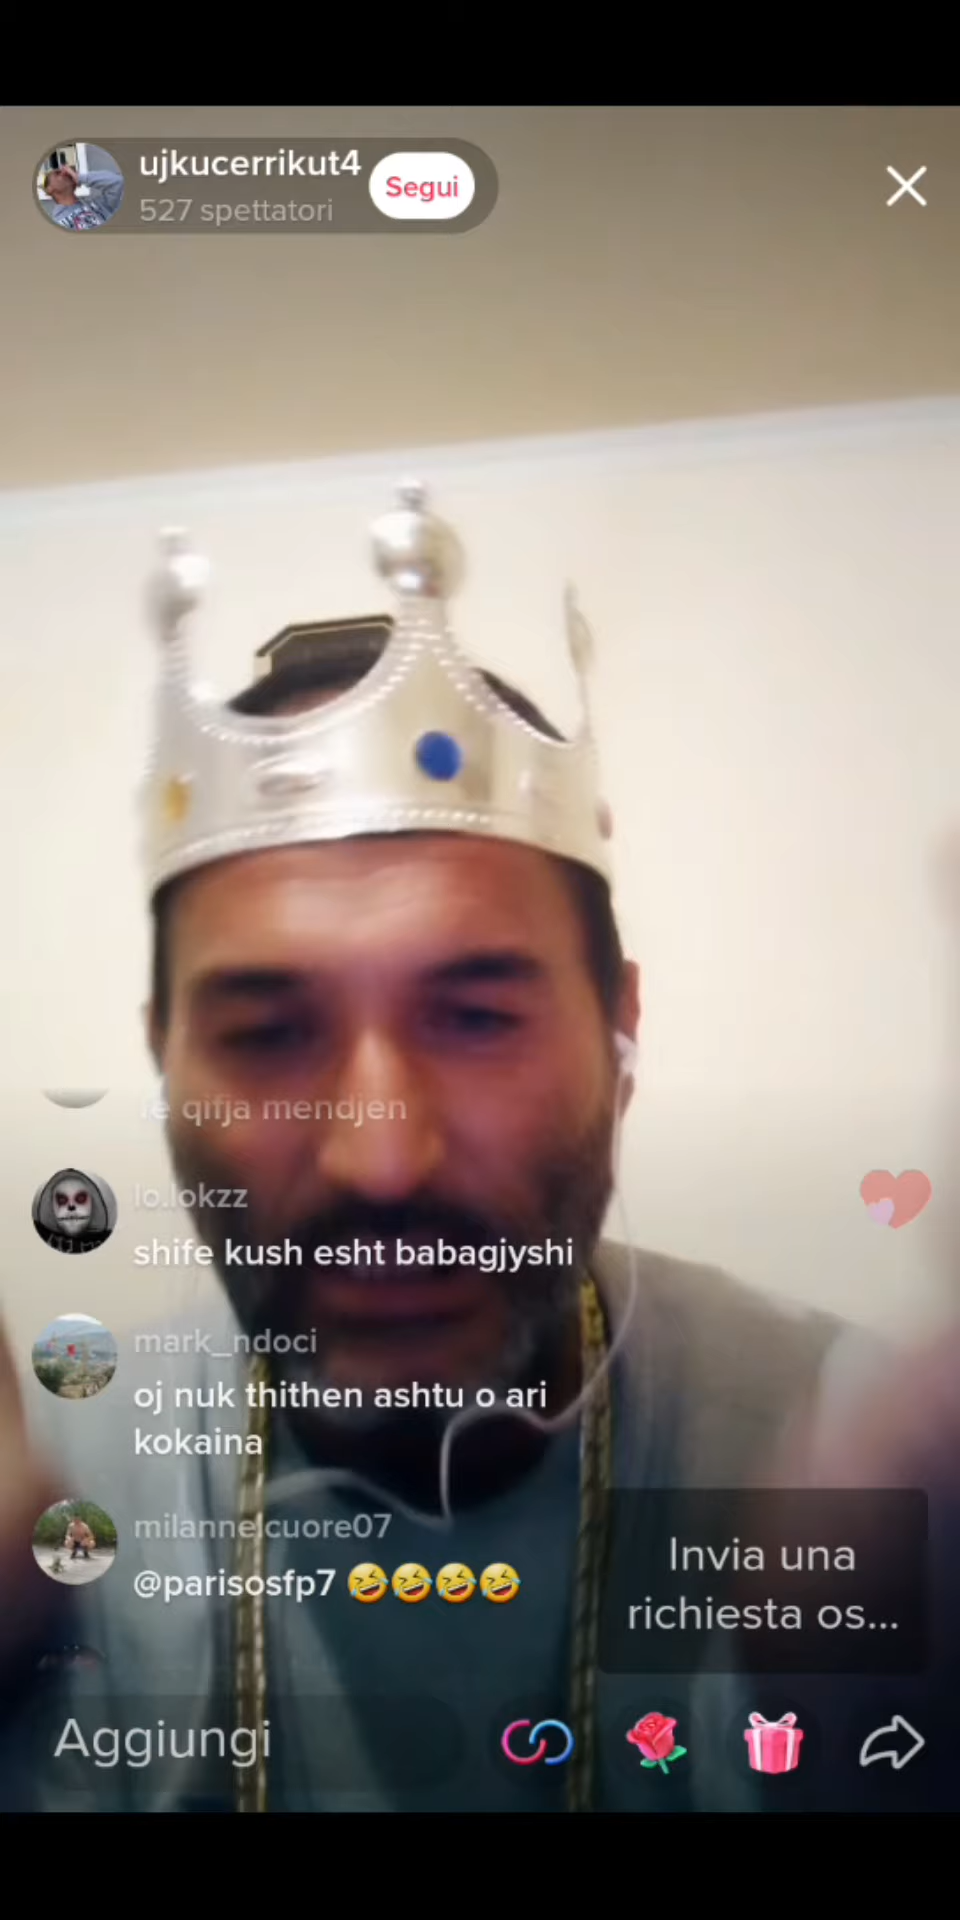 ujkucerrikut4
Segui
527 spettatori
qifja mendjen
lo.lokzz
shife kush esht babagjyshi
mark_ndoci
oj nuk thithen ashtu o ari
kokaina
milannelcuore07
@parisosfp7 🤣🤣🤣🤣
Invia una
richiesta os...
Aggiungi